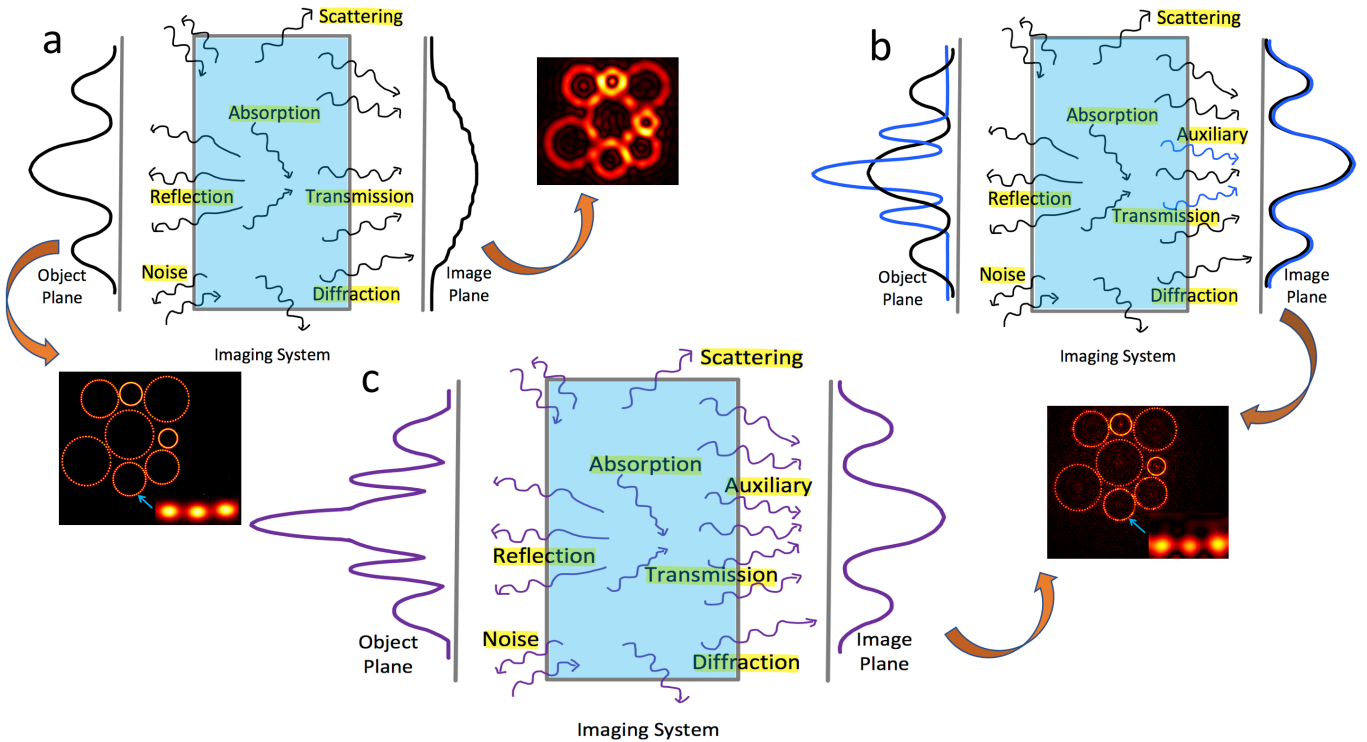 a
Scattering
Absorption
Reflection
Transmission
Noise
Diffraction
Object
Plane
Image
Plane
Imaging System
b
Scattering
Absorption
Auxiliary
Reflection
Transmission
Noise
Diffraction
Object
Plane
Image
Plane
Imaging System
c
Scattering
Absorption
Auxiliary
Reflection
Transmission
Noise
Diffraction
Object
Plane
Image
Plane
Imaging System